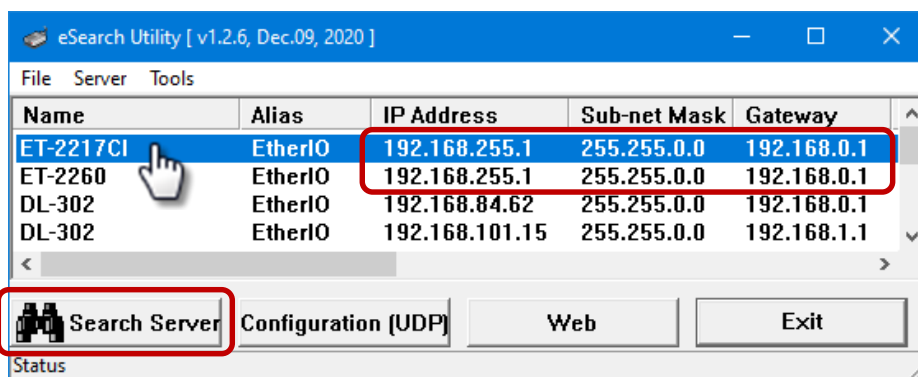 eSearch Utility [ v1.2.6, Dec.09, 2020 ]
File Server Tools
Name Alias IP Address Sub-net Mask Gateway
ET-2217CI EtherIO 192.168.255.1 255.255.0.0 192.168.0.1
ET-2260 EtherIO 192.168.255.1 255.255.0.0 192.168.0.1
DL-302 EtherIO 192.168.84.62 255.255.0.0 192.168.0.1
DL-302 EtherIO 192.168.101.15 255.255.0.0 192.168.1.1
Search Server Configuration (UDP) Web Exit
Status